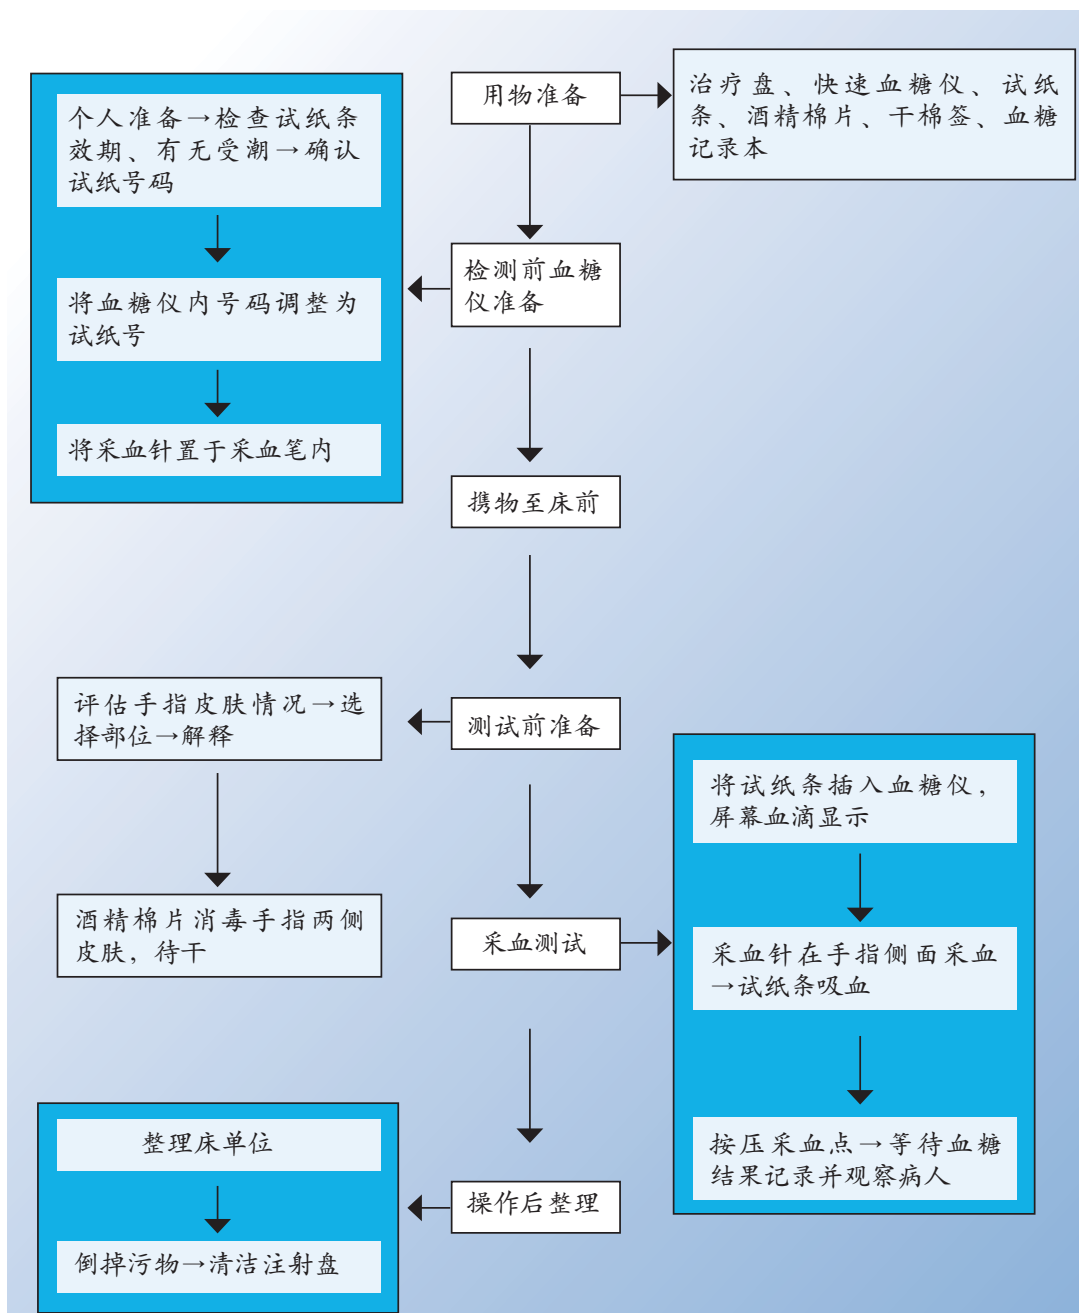 用物准备
治疗盘、快速血糖仪、试纸
条、酒精棉片、干棉签、血糖
记录本
个人准备→检查试纸条
效期、有无受潮→确认
试纸号码
将血糖仪内号码调整为
试纸号
将采血针置于采血笔内
检测前血糖
仪准备
携物至床前
测试前准备
评估手指皮肤情况→选
择部位→解释
酒精棉片消毒手指两侧
皮肤，待干
采血测试
将试纸条插入血糖仪，
屏幕血滴显示
采血针在手指侧面采血
→试纸条吸血
按压采血点→等待血糖
结果记录并观察病人
操作后整理
整理床单位
倒掉污物→清洁注射盘